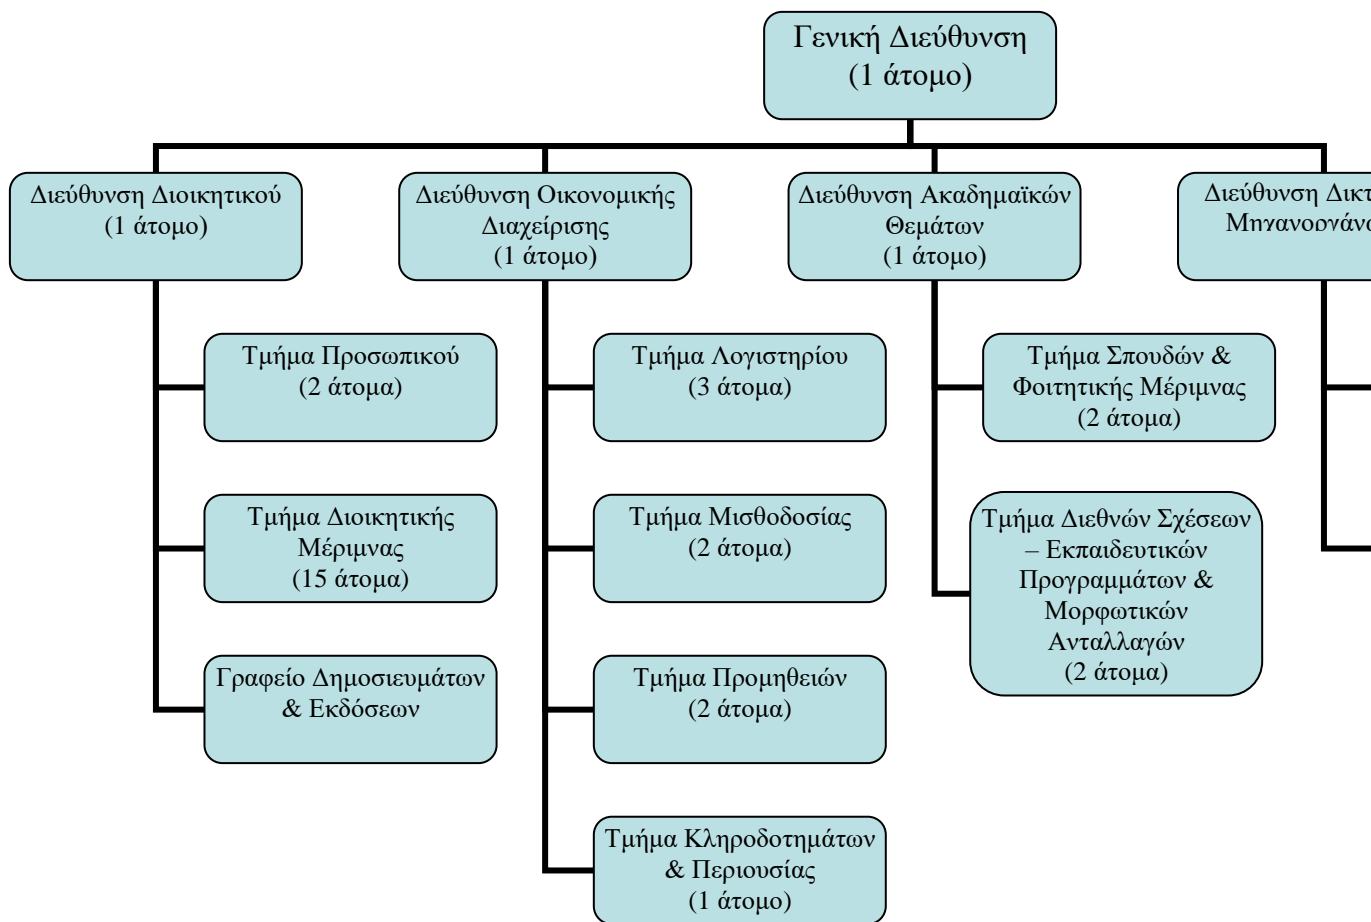 Γενική Διεύθυνση
(1 άτομο)
Διεύθυνση Διοικητικού
(1 άτομο)
Διεύθυνση Οικονομικής
Διαχείρισης
(1 άτομο)
Διεύθυνση Ακαδημαϊκών
Θεμάτων
(1 άτομο)
Διεύθυνση
Τμήμα Προσωπικού
(2 άτομα)
Τμήμα Διοικητικής
Μέριμνας
(15 άτομα)
Γραφείο Δημοσιευμάτων
& Εκδόσεων
Τμήμα Λογιστηρίου
(3 άτομα)
Τμήμα Μισθοδοσίας
(2 άτομα)
Τμήμα Προμηθειών
(2 άτομα)
Τμήμα Κληροδοτημάτων
& Περιουσίας
(1 άτομο)
Τμήμα Σπουδών &
Φοιτητικής Μέριμνας
(2 άτομα)
Τμήμα Διεθνών Σχέσεων
– Εκπαιδευτικών
Προγραμμάτων &
Μορφωτικών
Ανταλλαγών
(2 άτομα)